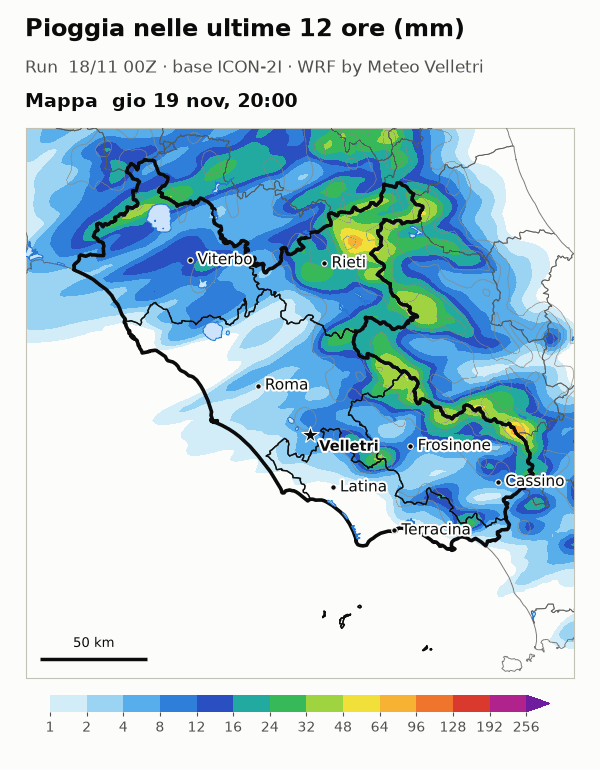 Pioggia nelle ultime 12 ore (mm)
Run  18/11 00Z · base ICON-2I · WRF by Meteo Velletri
Mappa  gio 19 nov, 20:00
Viterbo
Rieti
Roma
Velletri
Frosinone
Cassino
Latina
Terracina
50 km
1 2 4 8 12 16 24 32 48 64 96 128 192 256